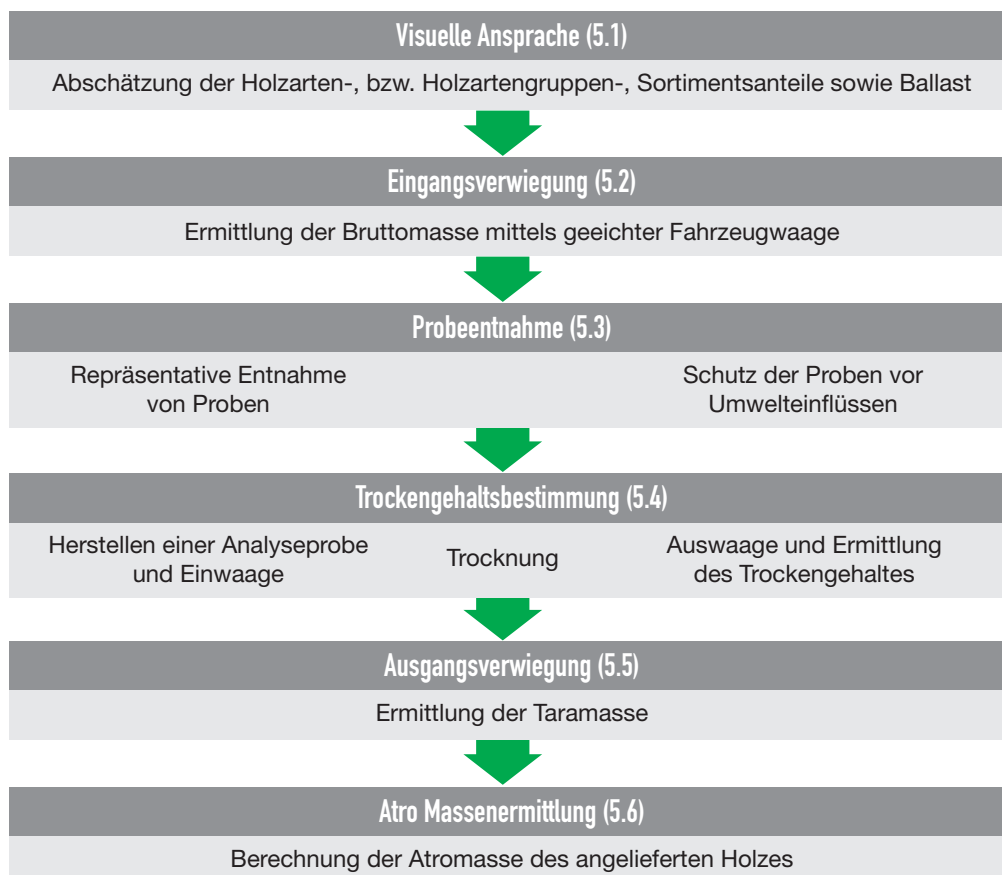 Visuelle Ansprache (5.1)
Abschätzung der Holzarten-, bzw. Holzartengruppen-, Sortimentsanteile sowie Ballast
Eingangsverwiegung (5.2)
Ermittlung der Bruttomasse mittels geeichter Fahrzeugwaage
Probeentnahme (5.3)
Repräsentative Entnahme
von Proben
Schutz der Proben vor
Umwelteinflüssen
Trockengehaltsbestimmung (5.4)
Herstellen einer Analyseprobe
und Einwaage
Trocknung
Auswaage und Ermittlung
des Trockengehaltes
Ausgangsverwiegung (5.5)
Ermittlung der Taramasse
Atro Massenermittlung (5.6)
Berechnung der Atromasse des angelieferten Holzes